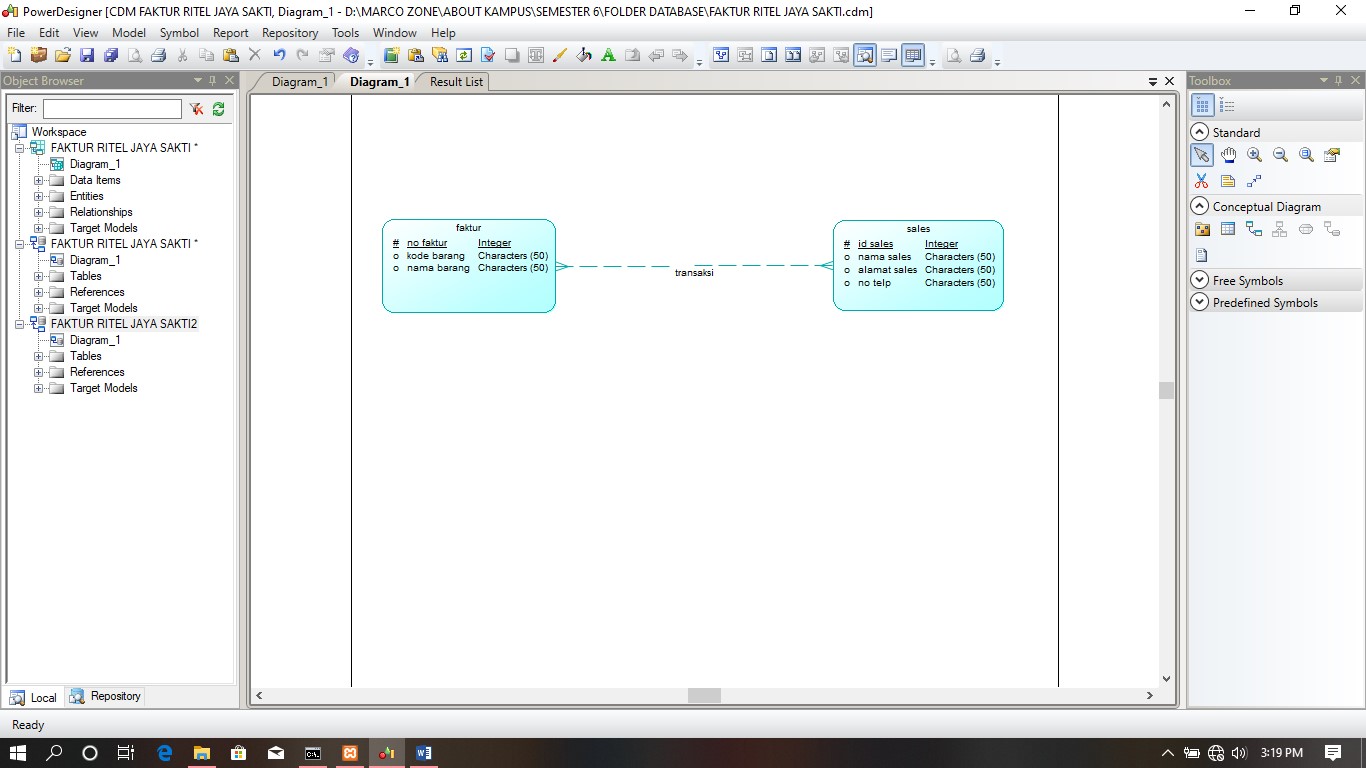 PowerDesigner [CDM FAKTUR RITEL JAYA SAKTI, Diagram_1 - D:\MARCO ZONE\ABOUT KAMPUS\SEMESTER 6\FOLDER DATABASE\FAKTUR RITEL JAYA SAKTI.cdm]
File Edit View Model Symbol Report Repository Tools Window Help
Object Browser
Filter:
Workspace
FAKTUR RITEL JAYA SAKTI *
Diagram_1
Data Items
Entities
Relationships
Target Models
FAKTUR RITEL JAYA SAKTI *
Diagram_1
Tables
References
Target Models
FAKTUR RITEL JAYA SAKTI2
Diagram_1
Tables
References
Target Models
Local Repository
Diagram_1 Diagram_1 Result List
faktur
# no faktur Integer
o kode barang Characters (50)
o nama barang Characters (50)
transaksi
sales
# id sales Integer
o nama sales Characters (50)
o alamat sales Characters (50)
o no telp Characters (50)
Toolbox
Standard
Conceptual Diagram
Free Symbols
Predefined Symbols
Ready
3:19 PM